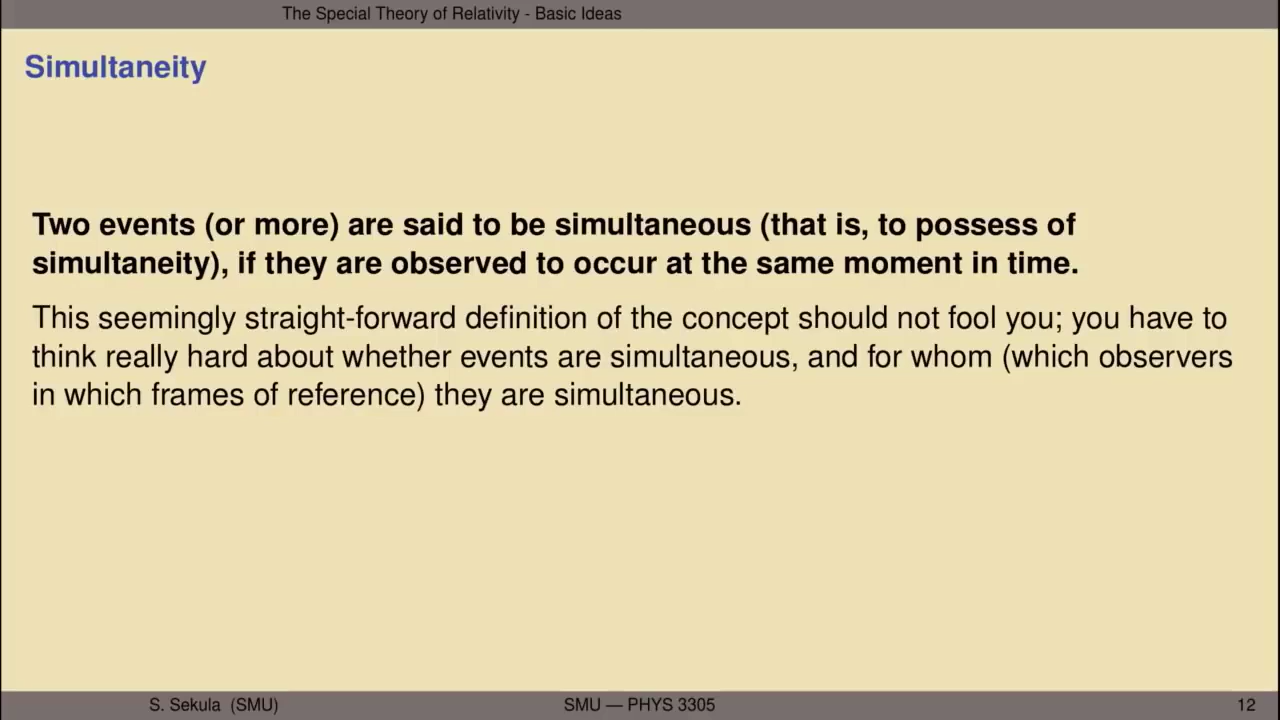 The Special Theory of Relativity - Basic Ideas
Simultaneity
Two events (or more) are said to be simultaneous (that is, to possess of
simultaneity), if they are observed to occur at the same moment in time.
This seemingly straight-forward definition of the concept should not fool you; you have to
think really hard about whether events are simultaneous, and for whom (which observers
in which frames of reference) they are simultaneous.
S. Sekula (SMU)
SMU — PHYS 3305
12